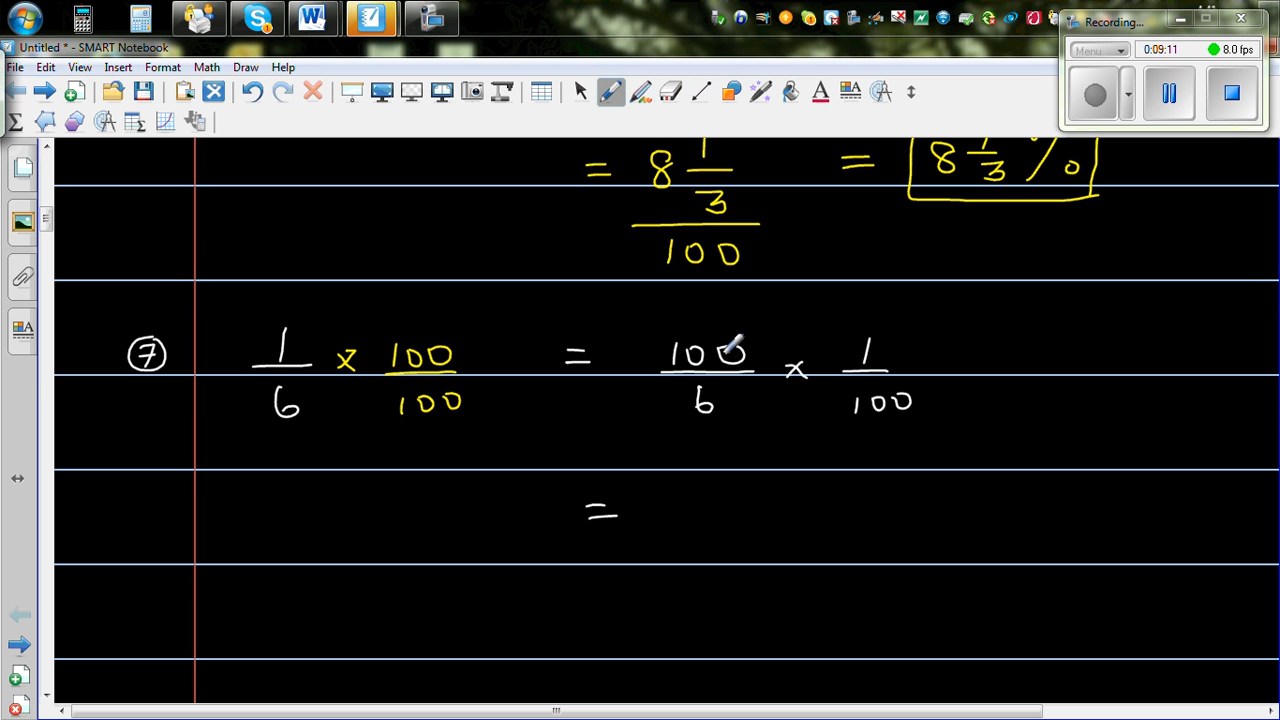 Recording...
Untitled * - SMART Notebook
Menu 0:09:11 8.0 fps
File Edit View Insert Format Math Draw Help
= 8 1/3 / 100 = 8 1/3 %
⑦ 1/6 × 100/100 = 100/6 × 1/100
=